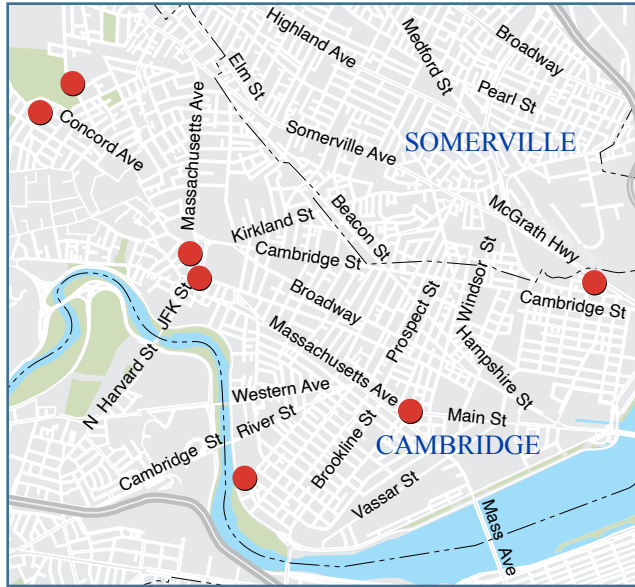 Highland Ave
Medford St
Broadway
Elm St
Pearl St
Massachusetts Ave
Concord Ave
Somerville Ave
SOMERVILLE
Kirkland St
Beacon St
McGrath Hwy
Cambridge St
Windsor St
Broadway
Prospect St
Cambridge St
JFK St
Massachusetts Ave
Hampshire St
N Harvard St
Western Ave
River St
Main St
Cambridge St
Brookline St
CAMBRIDGE
Vassar St
Mass Ave